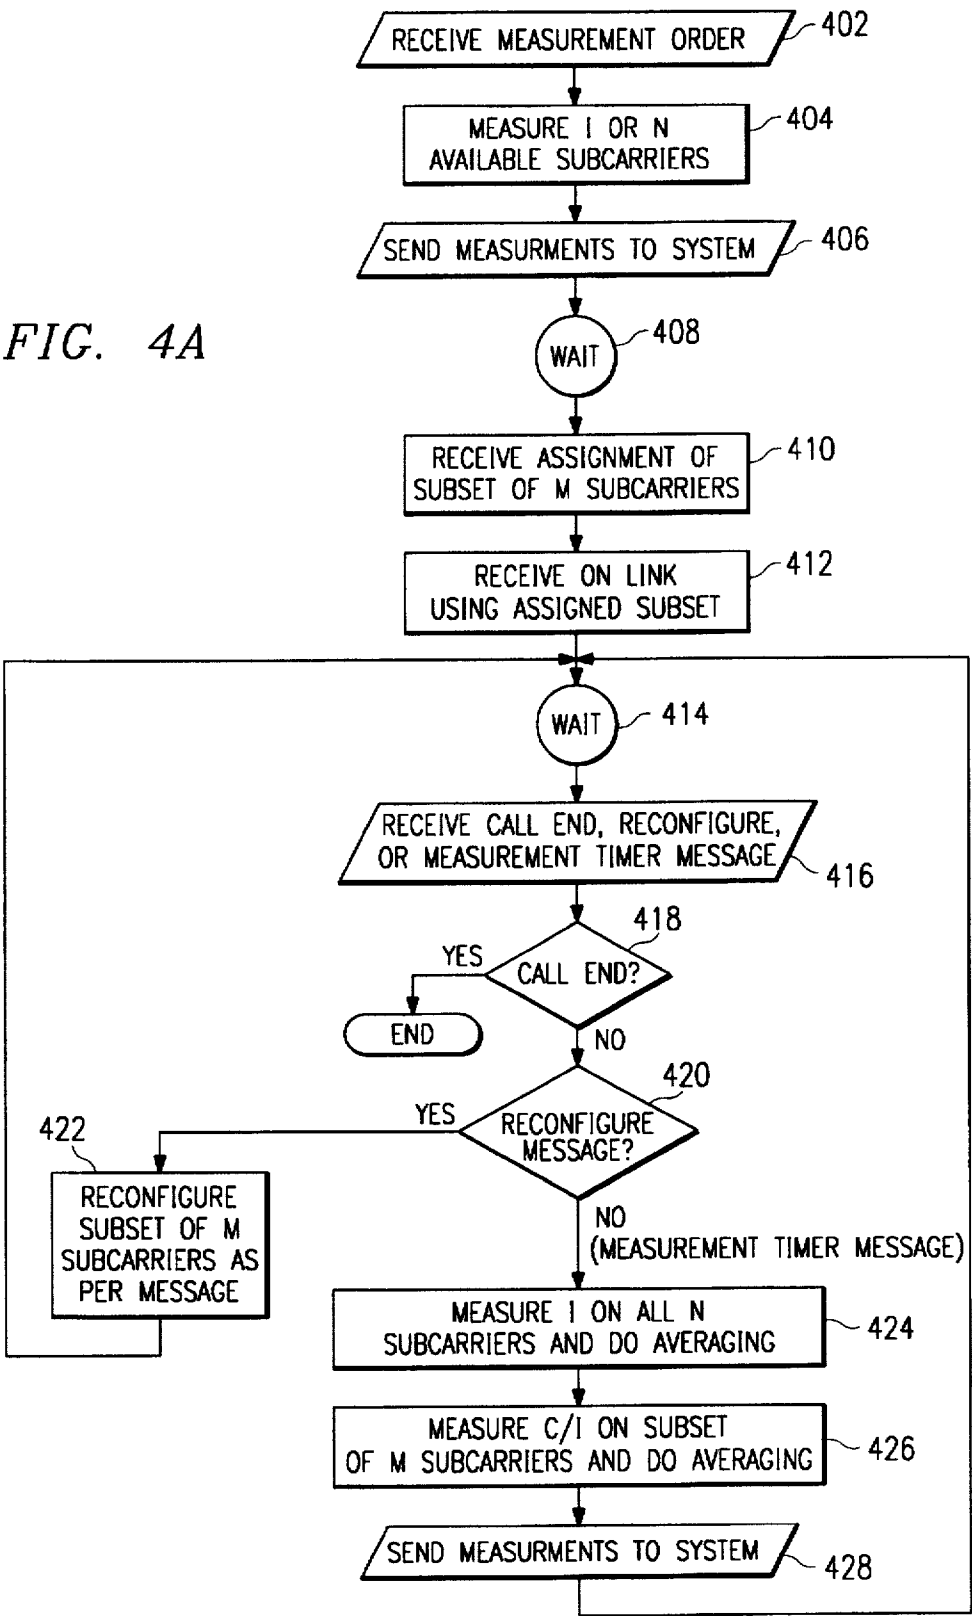 RECEIVE MEASUREMENT ORDER
402
MEASURE I OR N
AVAILABLE SUBCARRIERS
404
SEND MEASURMENTS TO SYSTEM
406
FIG. 4A
WAIT
408
RECEIVE ASSIGNMENT OF
SUBSET OF M SUBCARRIERS
410
RECEIVE ON LINK
USING ASSIGNED SUBSET
412
WAIT
414
RECEIVE CALL END, RECONFIGURE,
OR MEASUREMENT TIMER MESSAGE
416
CALL END?
418
YES
END
NO
RECONFIGURE
MESSAGE?
420
YES
422
RECONFIGURE
SUBSET OF M
SUBCARRIERS AS
PER MESSAGE
NO
(MEASUREMENT TIMER MESSAGE)
MEASURE I ON ALL N
SUBCARRIERS AND DO AVERAGING
424
MEASURE C/I ON SUBSET
OF M SUBCARRIERS AND DO AVERAGING
426
SEND MEASURMENTS TO SYSTEM
428